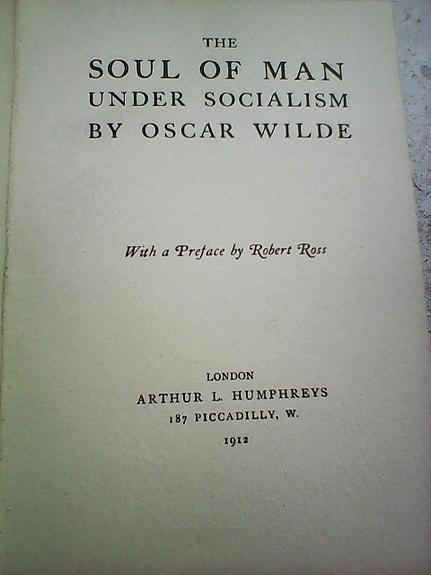 THE
SOUL OF MAN
UNDER SOCIALISM
BY OSCAR WILDE
With a Preface by Robert Ross
LONDON
ARTHUR L. HUMPHREYS
187 PICCADILLY, W.
1912